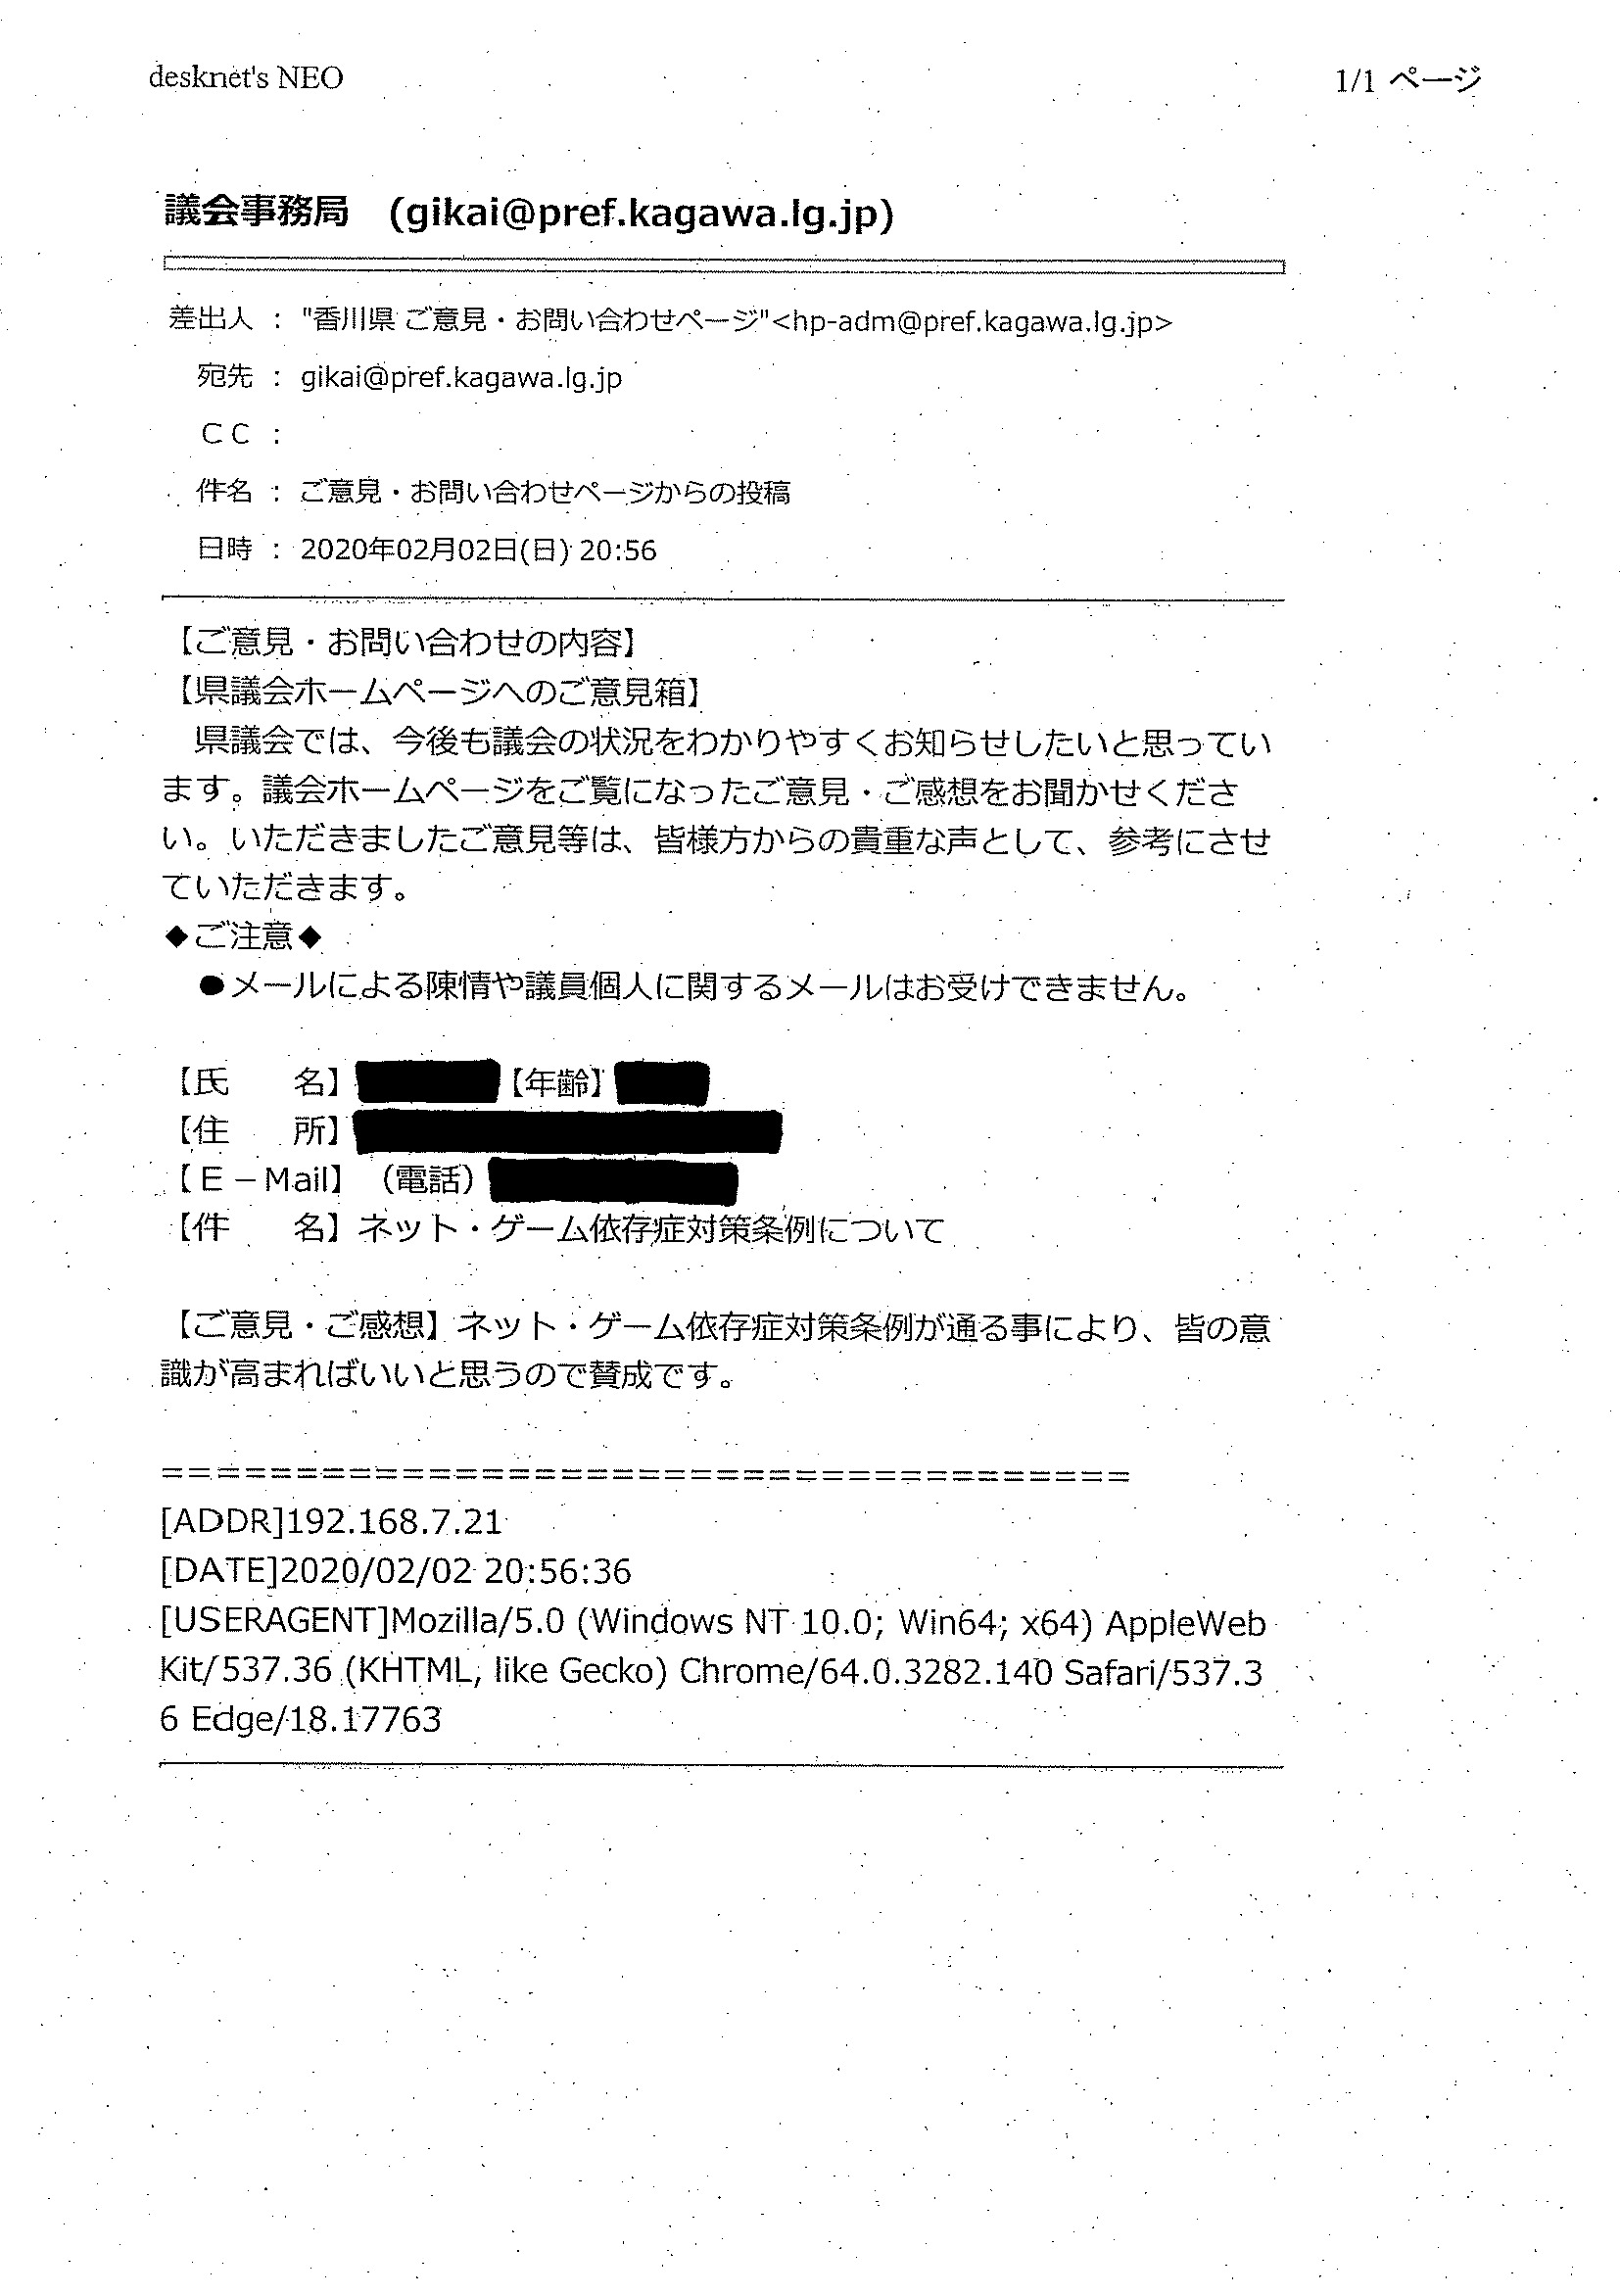 desknet's NEO
1/1 ページ
議会事務局　(gikai@pref.kagawa.lg.jp)
差出人 : "香川県 ご意見・お問い合わせページ"<hp-adm@pref.kagawa.lg.jp>
宛先 : gikai@pref.kagawa.lg.jp
ＣＣ :
件名 : ご意見・お問い合わせページからの投稿
日時 : 2020年02月02日(日) 20:56
【ご意見・お問い合わせの内容】
【県議会ホームページへのご意見箱】
　県議会では、今後も議会の状況をわかりやすくお知らせしたいと思ってい
ます。議会ホームページをご覧になったご意見・ご感想をお聞かせくださ
い。いただきましたご意見等は、皆様方からの貴重な声として、参考にさせ
ていただきます。
◆ご注意◆
　●メールによる陳情や議員個人に関するメールはお受けできません。
【氏　　名】【年齢】
【住　　所】
【Ｅ－Mail】（電話）
【件　　名】ネット・ゲーム依存症対策条例について
【ご意見・ご感想】ネット・ゲーム依存症対策条例が通る事により、皆の意
識が高まればいいと思うので賛成です。
=====================================
[ADDR]192.168.7.21
[DATE]2020/02/02 20:56:36
[USERAGENT]Mozilla/5.0 (Windows NT 10.0; Win64; x64) AppleWeb
Kit/537.36 (KHTML, like Gecko) Chrome/64.0.3282.140 Safari/537.3
6 Edge/18.17763